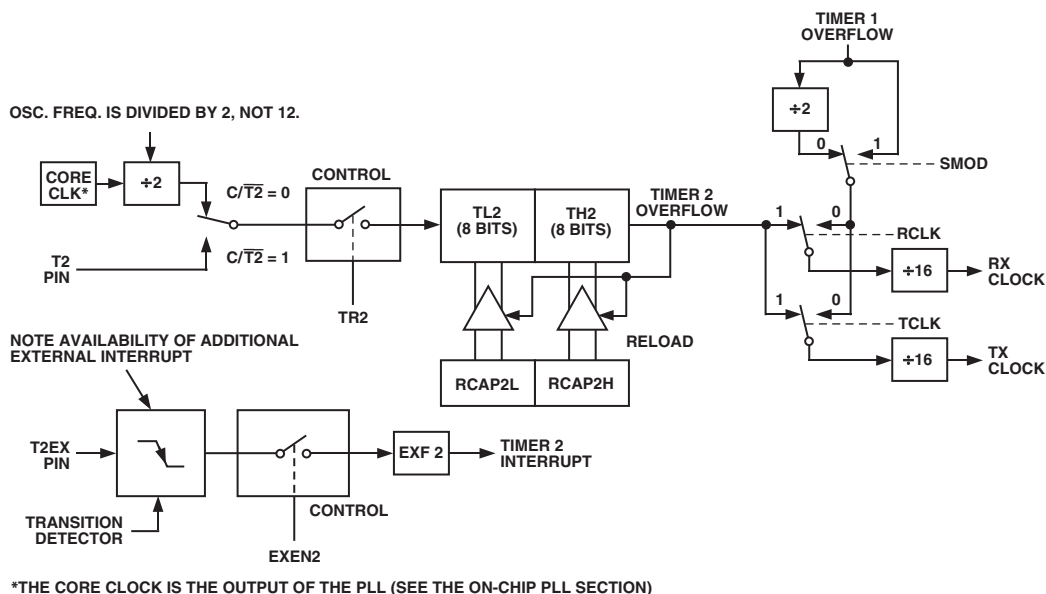 TIMER 1
OVERFLOW
OSC. FREQ. IS DIVIDED BY 2, NOT 12.
÷2
0
1
SMOD
CORE
CLK*
÷2
C/T2 = 0
CONTROL
TL2
(8 BITS)
TH2
(8 BITS)
TIMER 2
OVERFLOW
1
0
RCLK
T2
PIN
C/T2 = 1
÷16
RX
CLOCK
TR2
1
0
TCLK
RELOAD
NOTE AVAILABILITY OF ADDITIONAL
EXTERNAL INTERRUPT
÷16
TX
CLOCK
RCAP2L
RCAP2H
T2EX
PIN
EXF 2
TIMER 2
INTERRUPT
CONTROL
TRANSITION
DETECTOR
EXEN2
*THE CORE CLOCK IS THE OUTPUT OF THE PLL (SEE THE ON-CHIP PLL SECTION)